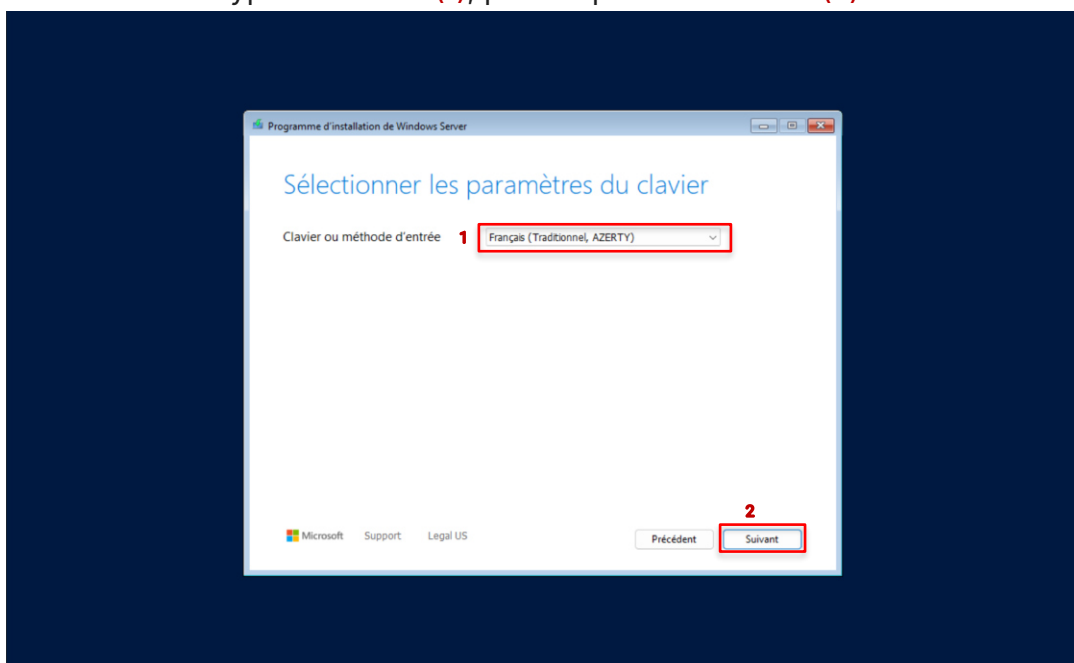 Programme d'installation de Windows Server
Sélectionner les paramètres du clavier
Clavier ou méthode d'entrée 1 Français (Traditionnel, AZERTY)
2
Microsoft Support Legal US Précédent Suivant